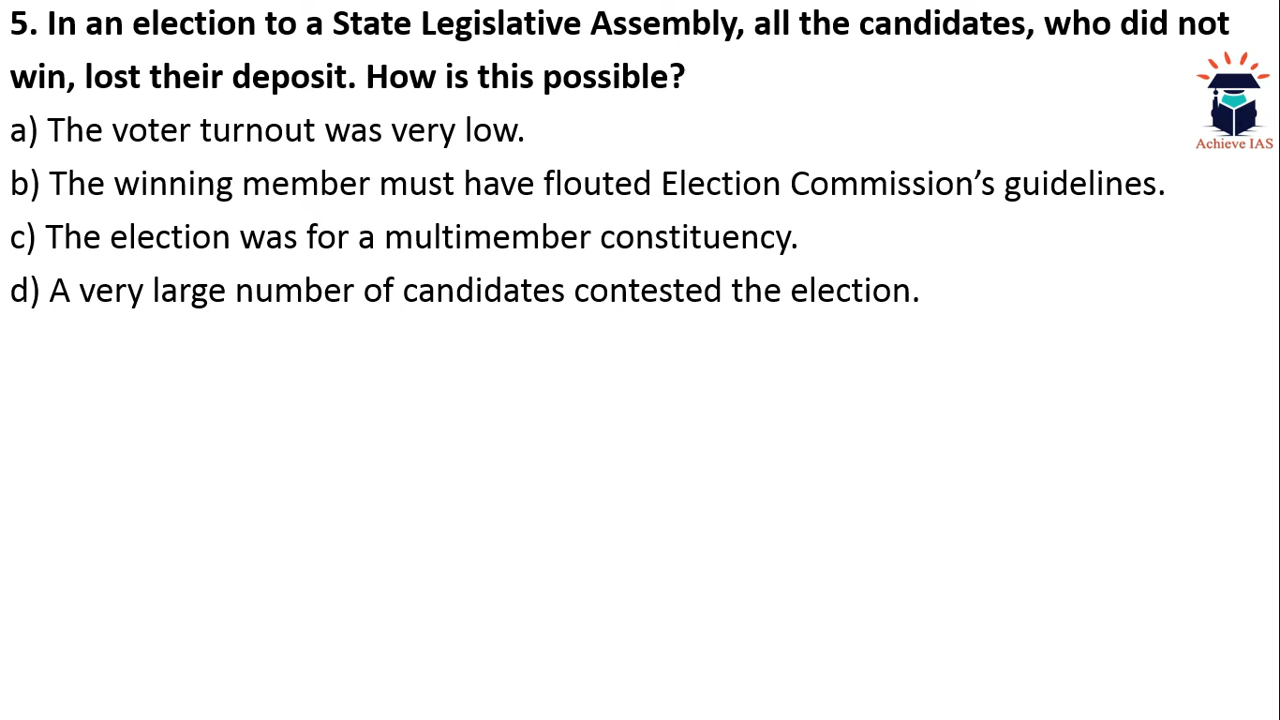 5. In an election to a State Legislative Assembly, all the candidates, who did not
win, lost their deposit. How is this possible?
a) The voter turnout was very low.
b) The winning member must have flouted Election Commission’s guidelines.
c) The election was for a multimember constituency.
d) A very large number of candidates contested the election.
Achieve IAS